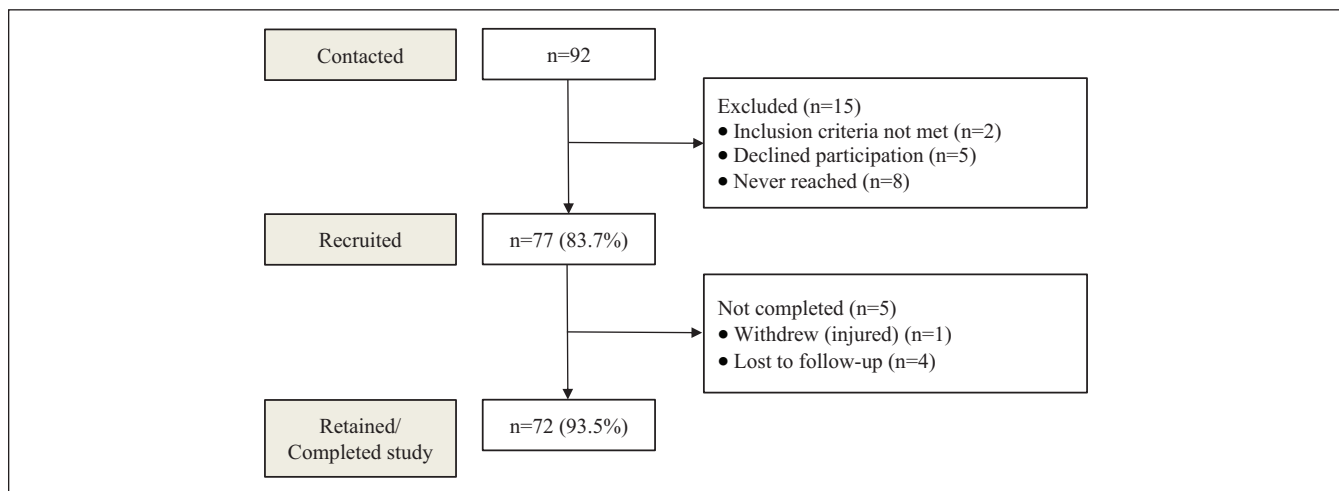 Contacted
n=92
Excluded (n=15)
● Inclusion criteria not met (n=2)
● Declined participation (n=5)
● Never reached (n=8)
Recruited
n=77 (83.7%)
Not completed (n=5)
● Withdrew (injured) (n=1)
● Lost to follow-up (n=4)
Retained/
Completed study
n=72 (93.5%)